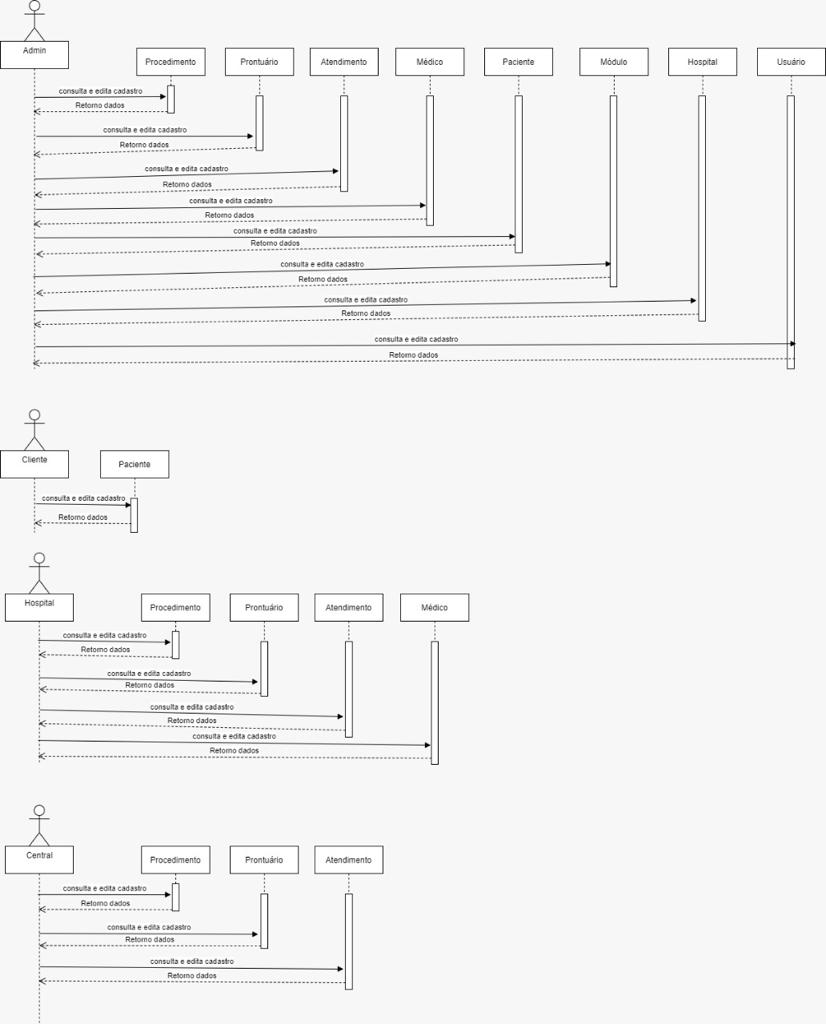 Admin
Procedimento
Prontuário
Atendimento
Médico
Paciente
Módulo
Hospital
Usuário
consulta e edita cadastro
Retorno dados
consulta e edita cadastro
Retorno dados
consulta e edita cadastro
Retorno dados
consulta e edita cadastro
Retorno dados
consulta e edita cadastro
Retorno dados
consulta e edita cadastro
Retorno dados
consulta e edita cadastro
Retorno dados
consulta e edita cadastro
Retorno dados
Cliente
Paciente
consulta e edita cadastro
Retorno dados
Hospital
Procedimento
Prontuário
Atendimento
Médico
consulta e edita cadastro
Retorno dados
consulta e edita cadastro
Retorno dados
consulta e edita cadastro
Retorno dados
consulta e edita cadastro
Retorno dados
Central
Procedimento
Prontuário
Atendimento
consulta e edita cadastro
Retorno dados
consulta e edita cadastro
Retorno dados
consulta e edita cadastro
Retorno dados